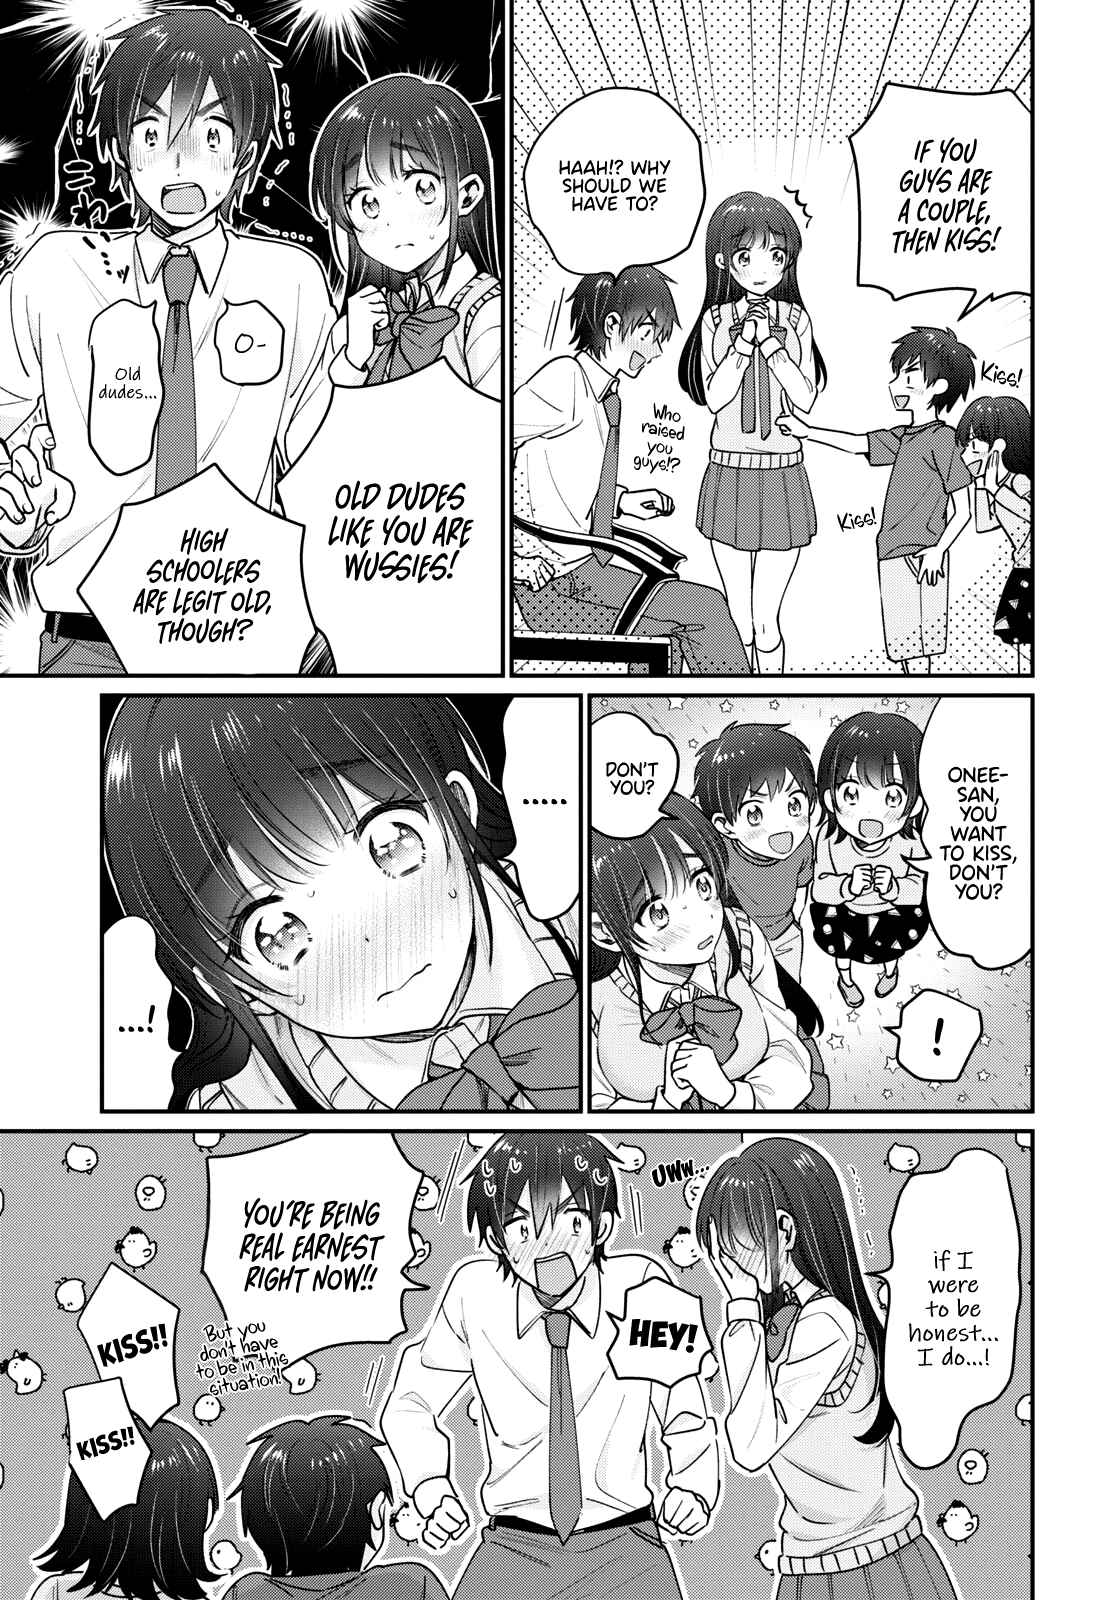 IF YOU
GUYS ARE
A COUPLE,
THEN KISS!
HAAH!? WHY
SHOULD WE
HAVE TO?
Kiss!
Kiss!
Who
raised
you
guys!?
OLD DUDES
LIKE YOU ARE
WUSSIES!
O-
Old
dudes...
HIGH
SCHOOLERS
ARE LEGIT OLD,
THOUGH?
ONEE-
SAN,
YOU
WANT
TO KISS,
DON'T
YOU?
DON'T
YOU?
!
......
...!
if I
were
to be
honest...
I do...!
UWW...
HEY!
YOU'RE BEING
REAL EARNEST
RIGHT NOW!!
But you
don't have
to be in this
situation!
KISS!!
KISS!!